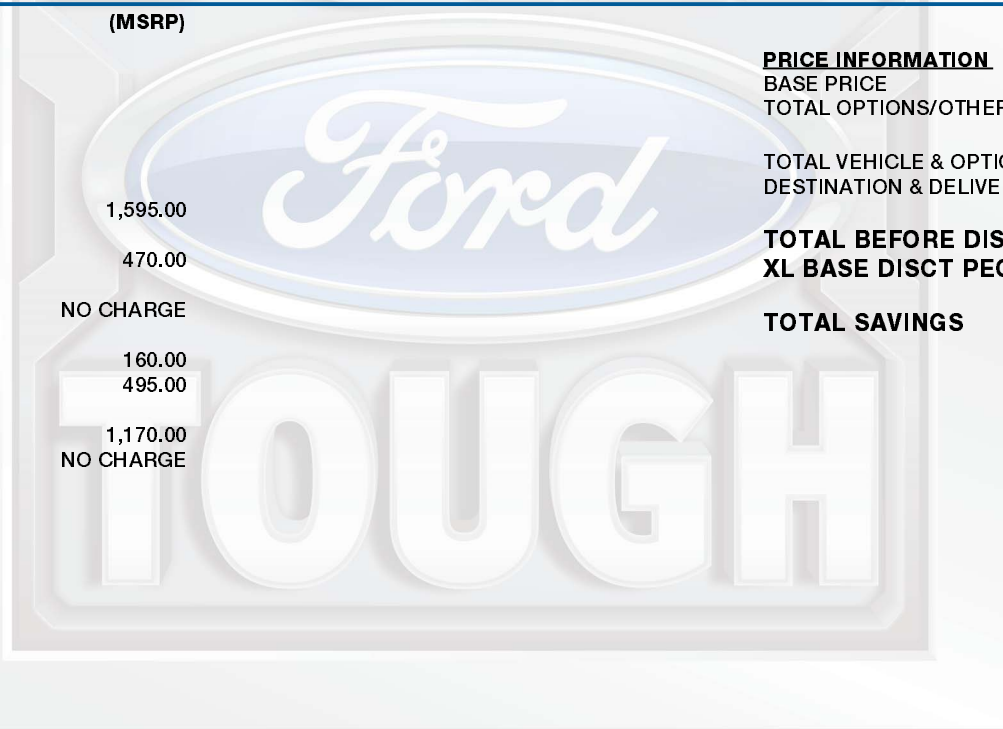 (MSRP)
1,595.00
470.00
NO CHARGE
160.00
495.00
1,170.00
NO CHARGE
PRICE INFORMATION
BASE PRICE
TOTAL OPTIONS/OTHER
TOTAL VEHICLE & OPTIO
DESTINATION & DELIVE
TOTAL BEFORE DIS
XL BASE DISCT PEC
TOTAL SAVINGS
Ford
TOUGH